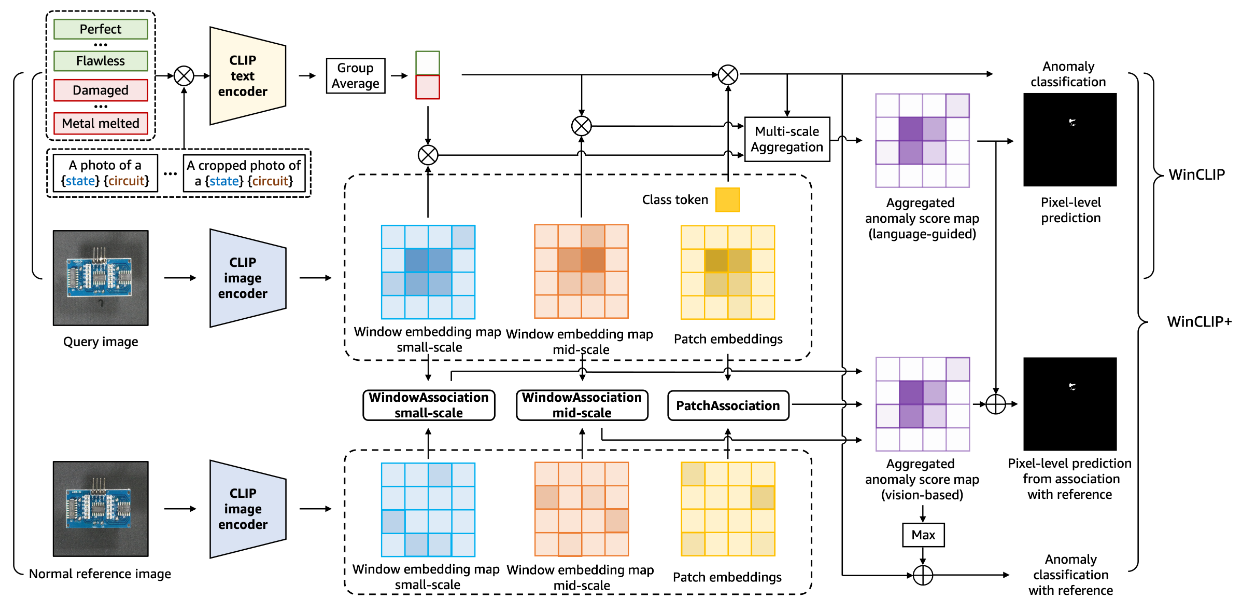 Perfect
...
Flawless
Damaged
...
Metal melted
A photo of a
{state} {circuit}
...
A cropped photo of
a {state} {circuit}
CLIP
text
encoder
Group
Average
Multi-scale
Aggregation
Anomaly
classification
Class token
Query image
CLIP
image
encoder
Window embedding map
small-scale
Window embedding map
mid-scale
Patch embeddings
Aggregated
anomaly score map
(language-guided)
Pixel-level
prediction
WinCLIP
WinCLIP+
WindowAssociation
small-scale
WindowAssociation
mid-scale
PatchAssociation
Normal reference image
CLIP
image
encoder
Window embedding map
small-scale
Window embedding map
mid-scale
Patch embeddings
Aggregated
anomaly score map
(vision-based)
Pixel-level prediction
from association
with reference
Max
Anomaly
classification
with reference